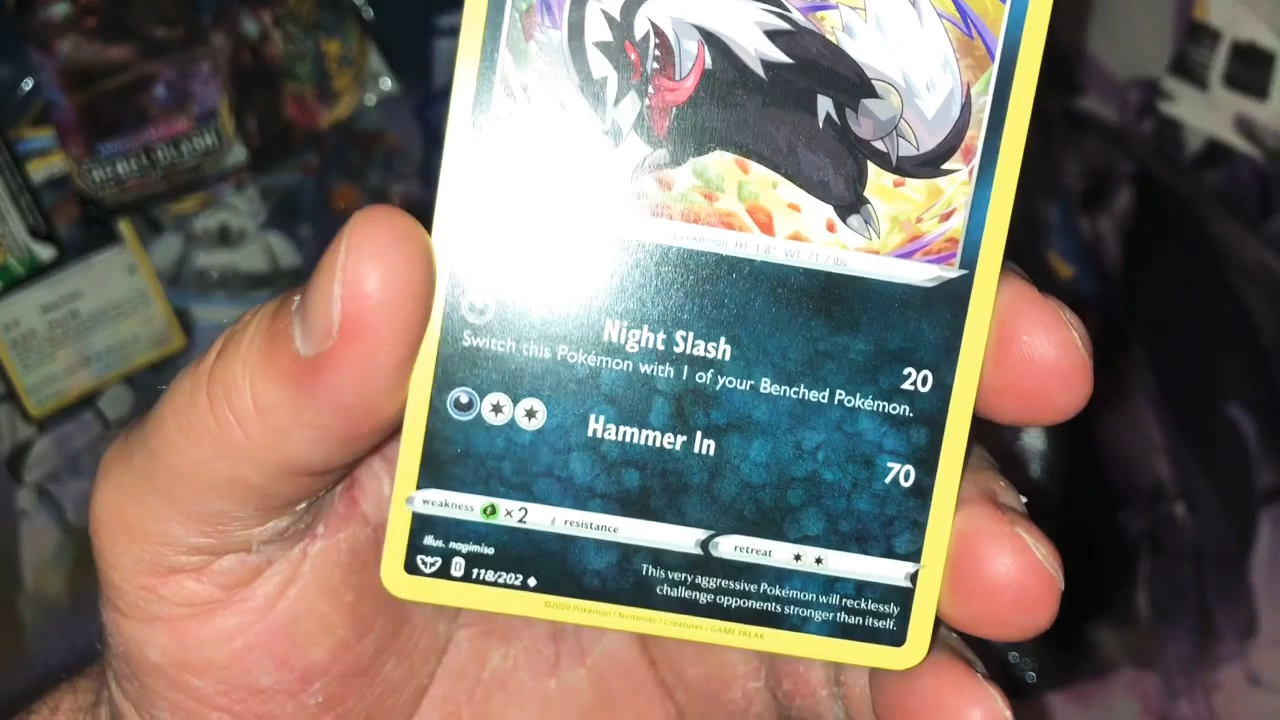 REBEL CLASH
Pokémon HT: 1'8" WT: 71.7 lbs
Night Slash
20
Switch this Pokémon with 1 of your Benched Pokémon.
Hammer In
70
weakness ×2 resistance
retreat
Illus. nagimiso
D 118/202
This very aggressive Pokémon will recklessly
challenge opponents stronger than itself.
©2020 Pokémon / Nintendo / Creatures / GAME FREAK